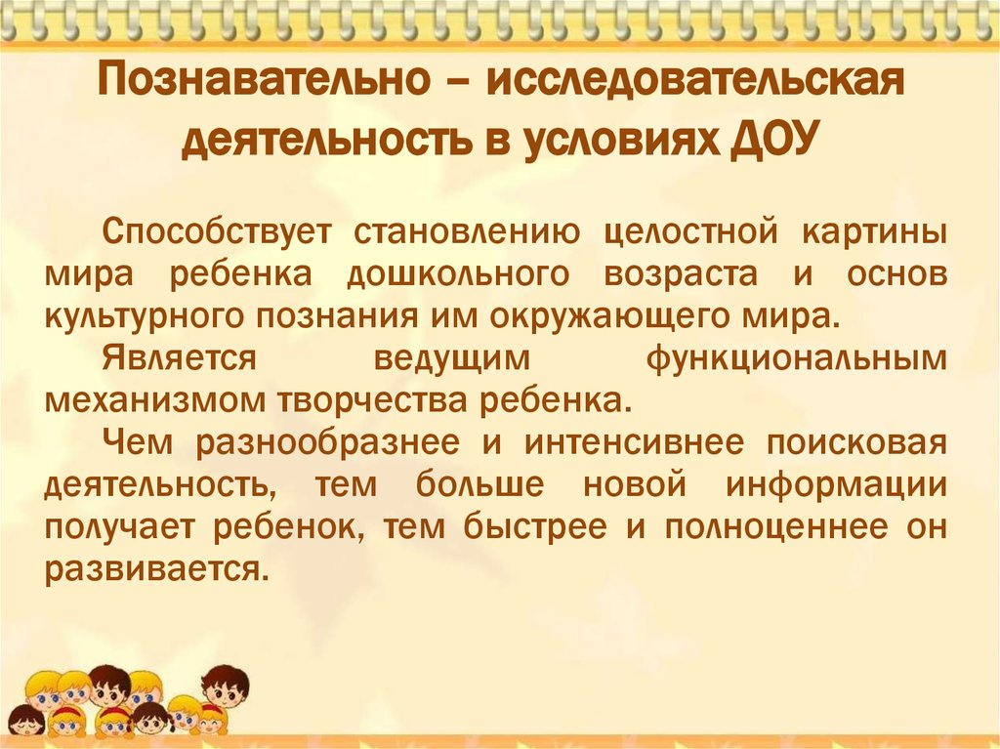 Познавательно – исследовательская
деятельность в условиях ДОУ
Способствует становлению целостной картины
мира ребенка дошкольного возраста и основ
культурного познания им окружающего мира.
Является ведущим функциональным
механизмом творчества ребенка.
Чем разнообразнее и интенсивнее поисковая
деятельность, тем больше новой информации
получает ребенок, тем быстрее и полноценнее он
развивается.